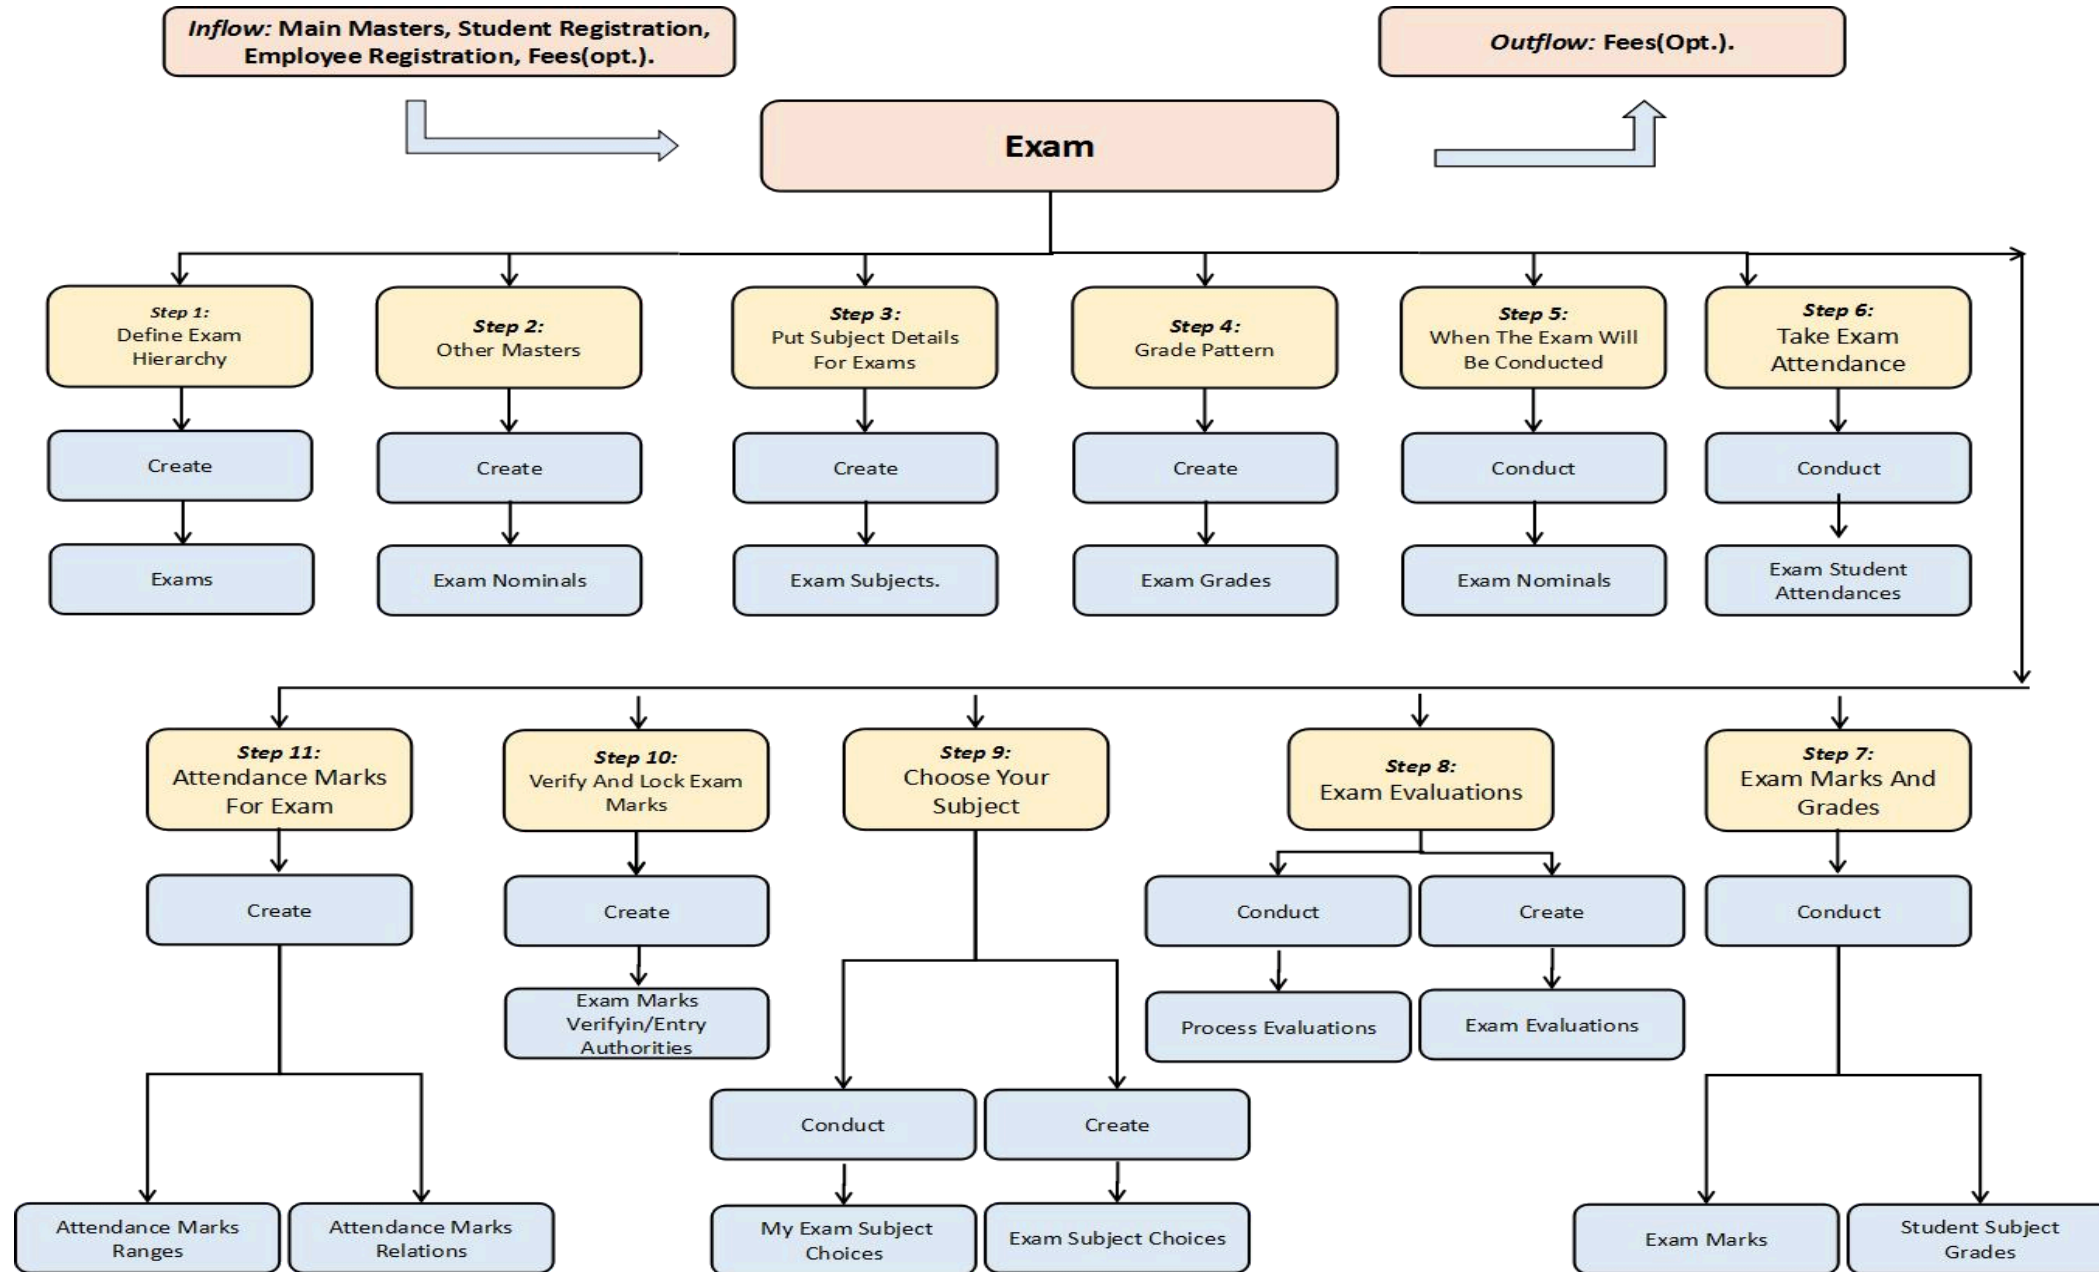 Inflow: Main Masters, Student Registration,
Employee Registration, Fees(opt.).
Outflow: Fees(Opt.).
Exam
Step 1:
Define Exam
Hierarchy
Step 2:
Other Masters
Step 3:
Put Subject Details
For Exams
Step 4:
Grade Pattern
Step 5:
When The Exam Will
Be Conducted
Step 6:
Take Exam
Attendance
Create
Create
Create
Create
Conduct
Conduct
Exams
Exam Nominals
Exam Subjects.
Exam Grades
Exam Nominals
Exam Student
Attendances
Step 11:
Attendance Marks
For Exam
Step 10:
Verify And Lock Exam
Marks
Step 9:
Choose Your
Subject
Step 8:
Exam Evaluations
Step 7:
Exam Marks And
Grades
Create
Create
Conduct
Create
Conduct
Exam Marks
Verifyin/Entry
Authorities
Process Evaluations
Exam Evaluations
Conduct
Create
Attendance Marks
Ranges
Attendance Marks
Relations
My Exam Subject
Choices
Exam Subject Choices
Exam Marks
Student Subject
Grades